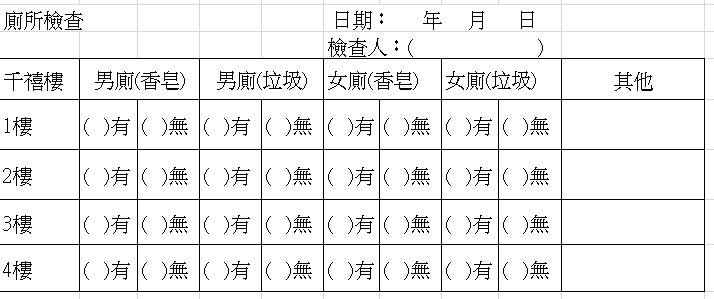 廁所檢查 日期： 年 月 日
檢查人：( )
千禧樓 男廁(香皂) 男廁(垃圾) 女廁(香皂) 女廁(垃圾) 其他
1樓 ( )有 ( )無 ( )有 ( )無 ( )有 ( )無 ( )有 ( )無
2樓 ( )有 ( )無 ( )有 ( )無 ( )有 ( )無 ( )有 ( )無
3樓 ( )有 ( )無 ( )有 ( )無 ( )有 ( )無 ( )有 ( )無
4樓 ( )有 ( )無 ( )有 ( )無 ( )有 ( )無 ( )有 ( )無